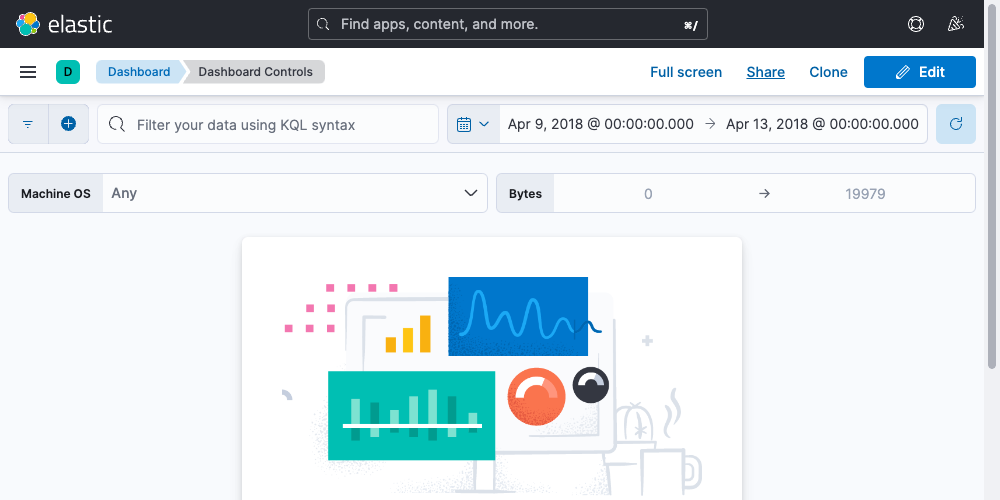 elastic
Find apps, content, and more.
⌘/
D
Dashboard
Dashboard Controls
Full screen
Share
Clone
Edit
Filter your data using KQL syntax
Apr 9, 2018 @ 00:00:00.000 → Apr 13, 2018 @ 00:00:00.000
Machine OS
Any
Bytes
0 → 19979